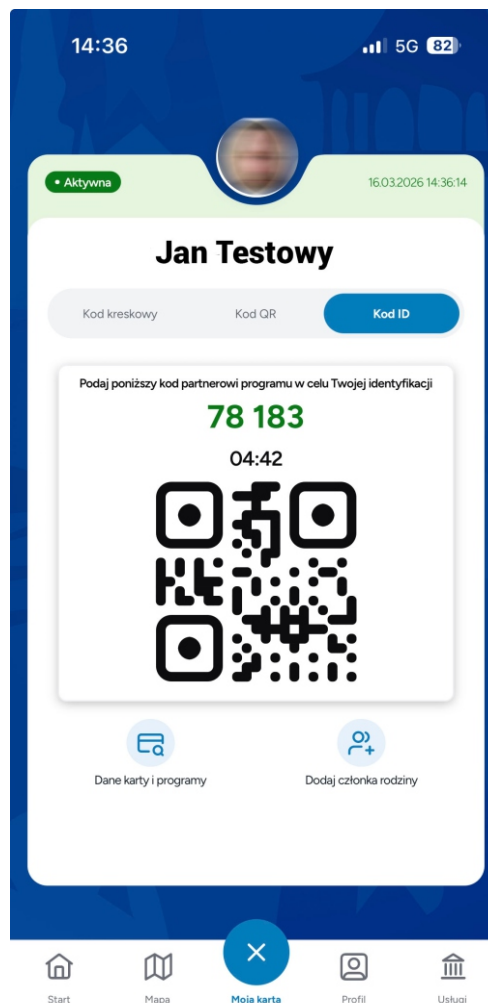 14:36
5G 82
Aktywna
16.03.2026 14:36:14
Jan Testowy
Kod kreskowy Kod QR Kod ID
Podaj poniższy kod partnerowi programu w celu Twojej identyfikacji
78 183
04:42
Dane karty i programy Dodaj członka rodziny
Start Mapa Moja karta Profil Usługi